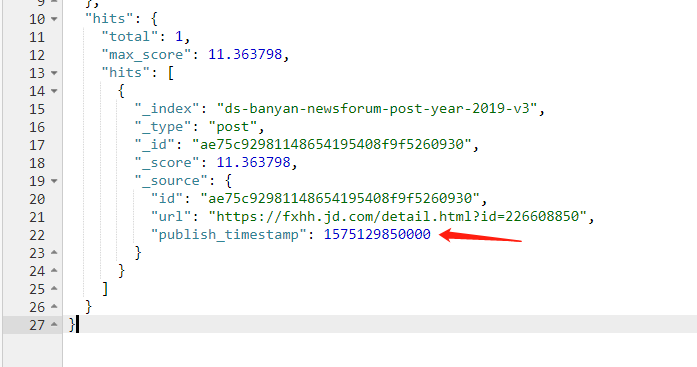 9 },
10 "hits": {
11 "total": 1,
12 "max_score": 11.363798,
13 "hits": [
14 {
15 "_index": "ds-banyan-newsforum-post-year-2019-v3",
16 "_type": "post",
17 "_id": "ae75c92981148654195408f9f5260930",
18 "_score": 11.363798,
19 "_source": {
20 "id": "ae75c92981148654195408f9f5260930",
21 "url": "https://fxhh.jd.com/detail.html?id=226608850",
22 "publish_timestamp": 1575129850000
23 }
24 }
25 ]
26 }
27 }